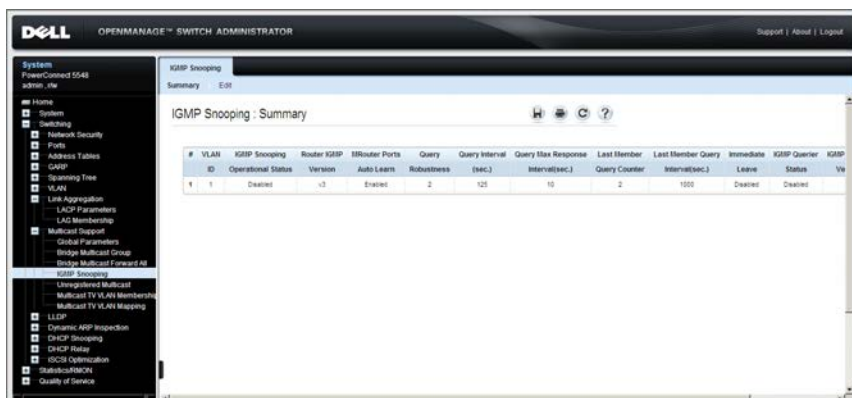 DELL OPENMANAGE™ SWITCH ADMINISTRATOR Support | About | Logout
System
PowerConnect 5548
admin , r/w
Home
System
Switching
Network Security
Ports
Address Tables
GARP
Spanning Tree
VLAN
Link Aggregation
LACP Parameters
LAG Membership
Multicast Support
Global Parameters
Bridge Multicast Group
Bridge Multicast Forward All
IGMP Snooping
Unregistered Multicast
Multicast TV VLAN Membership
Multicast TV VLAN Mapping
LLDP
Dynamic ARP Inspection
DHCP Snooping
DHCP Relay
iSCSI Optimization
Statistics/RMON
Quality of Service
IGMP Snooping
Summary Edit
IGMP Snooping : Summary
# VLAN IGMP Snooping Router IGMP MRouter Ports Query Query Interval Query Max Response Last Member Last Member Query Immediate IGMP Querier IGMP
ID Operational Status Version Auto Learn Robustness (sec.) Interval(sec.) Query Counter Interval(sec.) Leave Status Ve
1 1 Disabled v3 Enabled 2 125 10 2 1000 Disabled Disabled